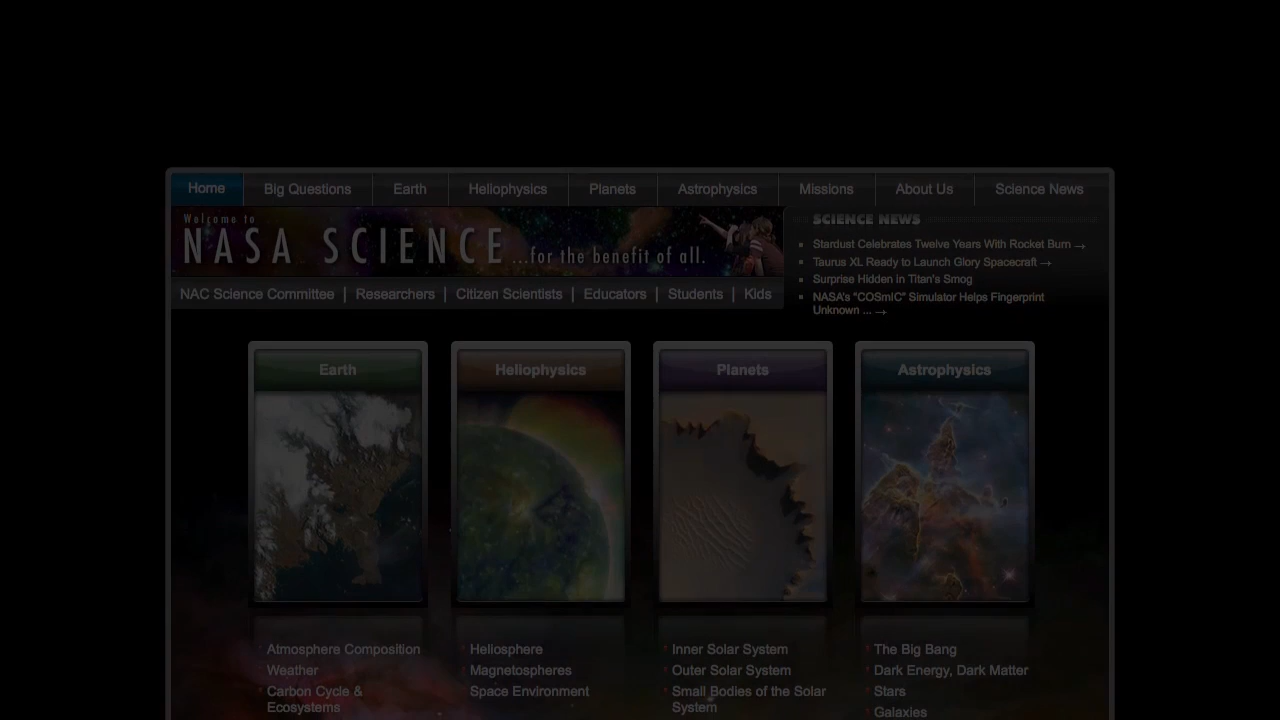 Home Big Questions Earth Heliophysics Planets Astrophysics Missions About Us Science News
Welcome to
NASA SCIENCE ...for the benefit of all.
NAC Science Committee | Researchers | Citizen Scientists | Educators | Students | Kids
SCIENCE NEWS
Stardust Celebrates Twelve Years With Rocket Burn →
Taurus XL Ready to Launch Glory Spacecraft →
Surprise Hidden in Titan's Smog
NASA's "COSmIC" Simulator Helps Fingerprint
Unknown ... →
Earth
Heliophysics
Planets
Astrophysics
Atmosphere Composition
Weather
Carbon Cycle &
Ecosystems
Heliosphere
Magnetospheres
Space Environment
Inner Solar System
Outer Solar System
Small Bodies of the Solar
System
The Big Bang
Dark Energy, Dark Matter
Stars
Galaxies